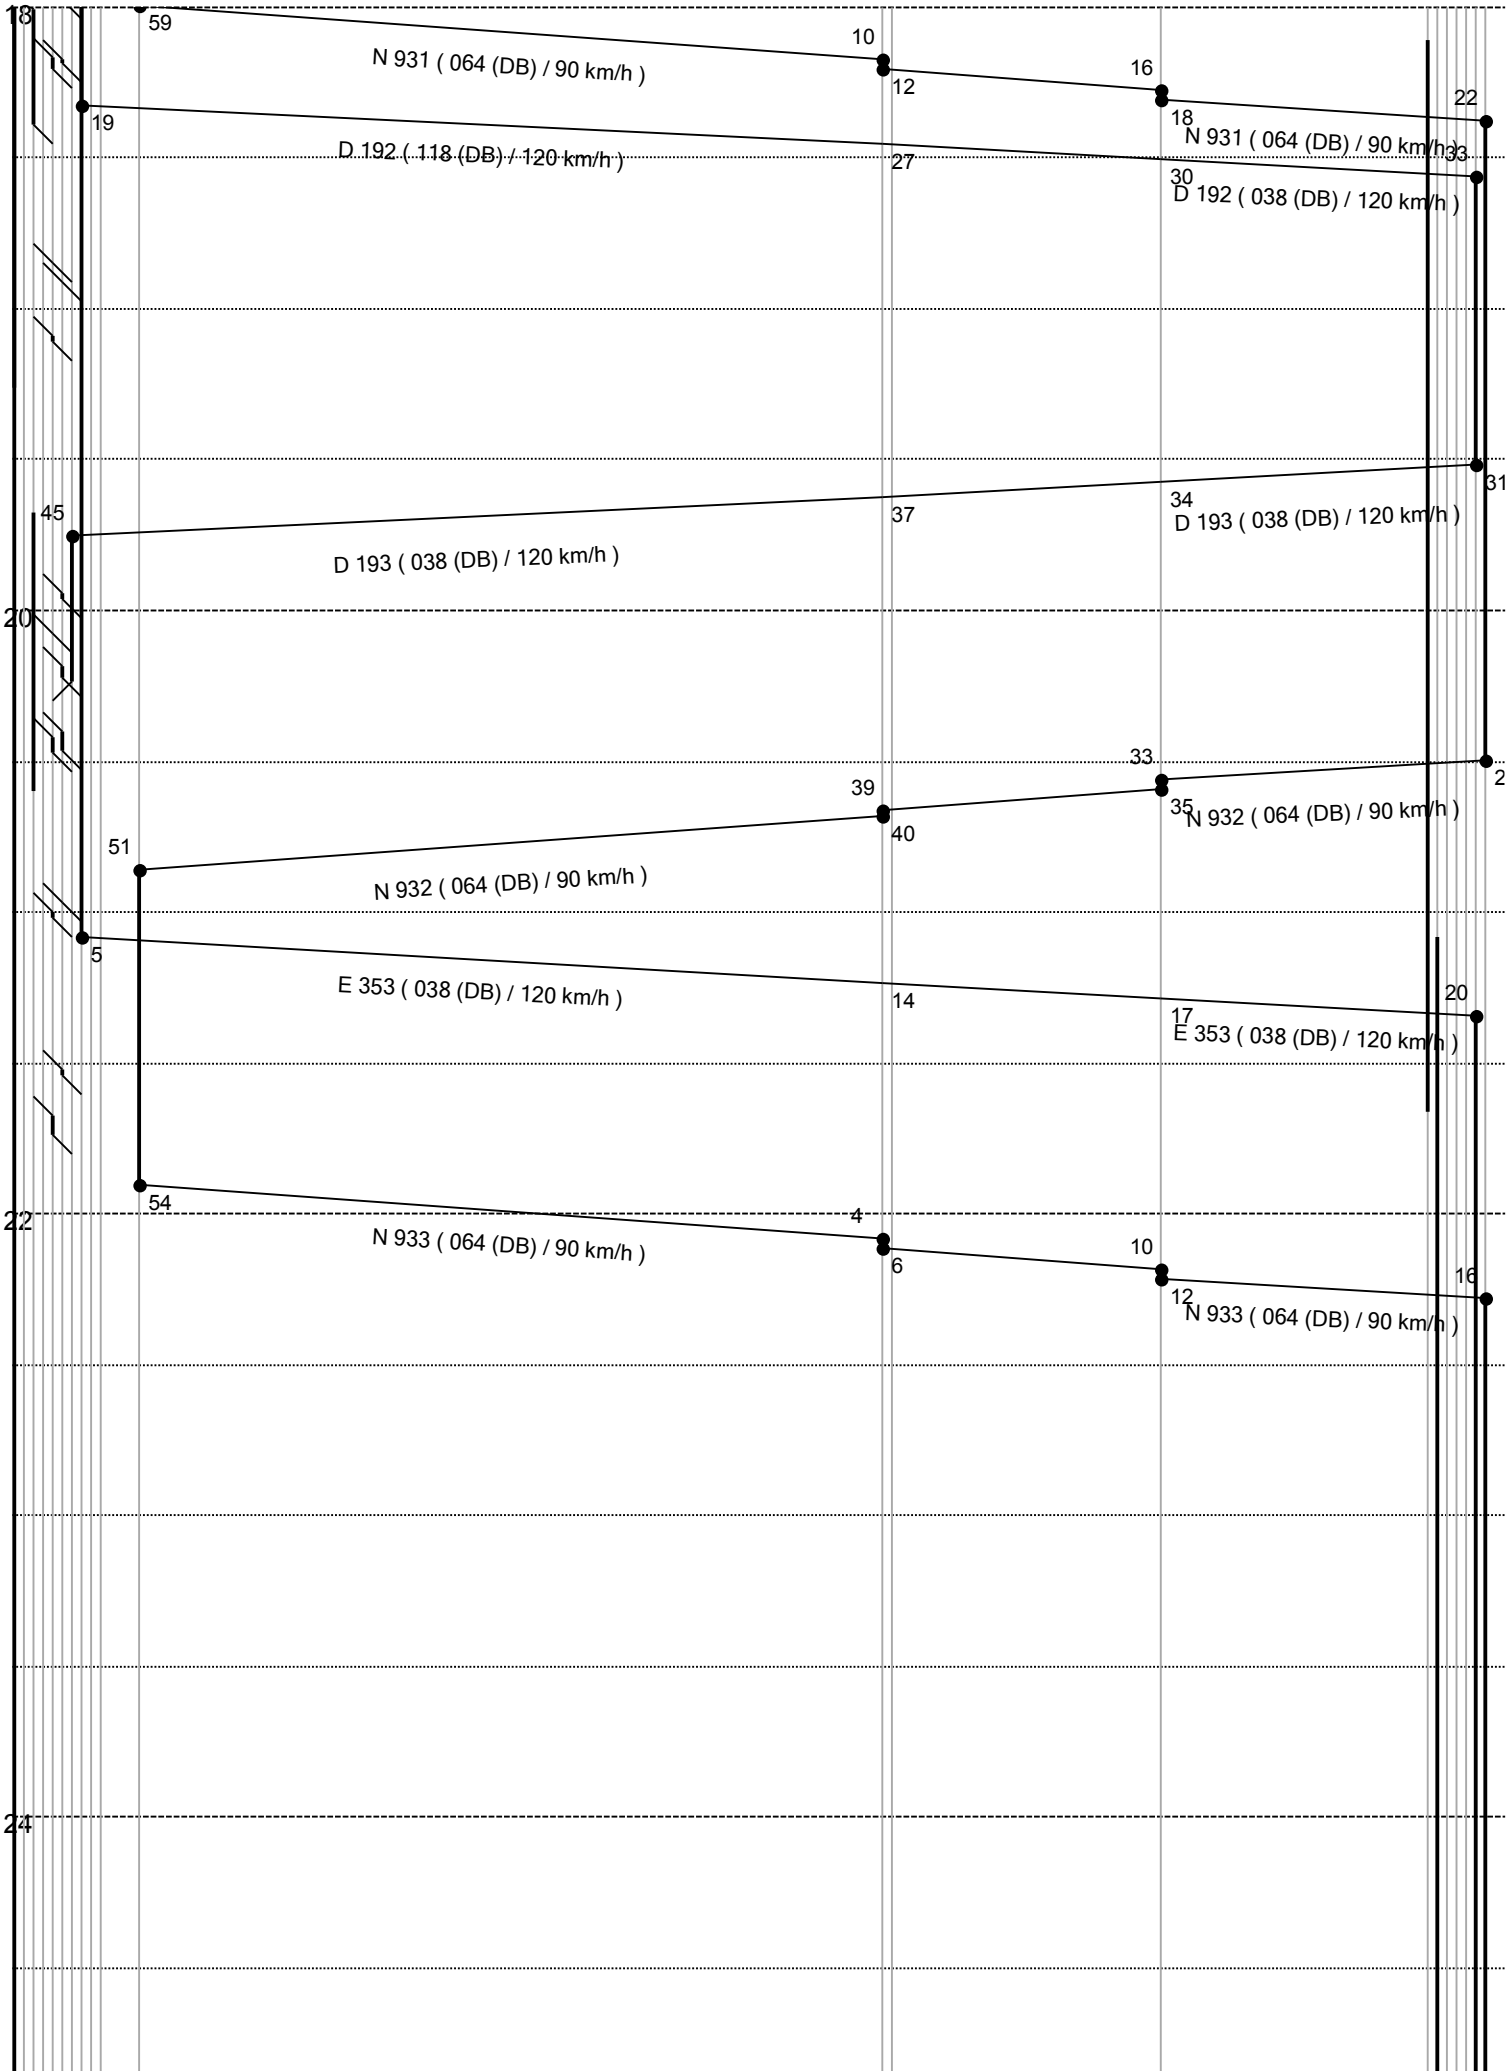 18
59
10
N 931 ( 064 (DB) / 90 km/h )
12
16
18
22
N 931 ( 064 (DB) / 90 km/h )
19
D 192 ( 118 (DB) / 120 km/h )
27
33
30
D 192 ( 038 (DB) / 120 km/h )
31
34
45
37
D 193 ( 038 (DB) / 120 km/h )
D 193 ( 038 (DB) / 120 km/h )
20
33
2
39
35
N 932 ( 064 (DB) / 90 km/h )
40
51
N 932 ( 064 (DB) / 90 km/h )
5
E 353 ( 038 (DB) / 120 km/h )
14
20
17
E 353 ( 038 (DB) / 120 km/h )
54
22
4
N 933 ( 064 (DB) / 90 km/h )
6
10
16
12
N 933 ( 064 (DB) / 90 km/h )
24